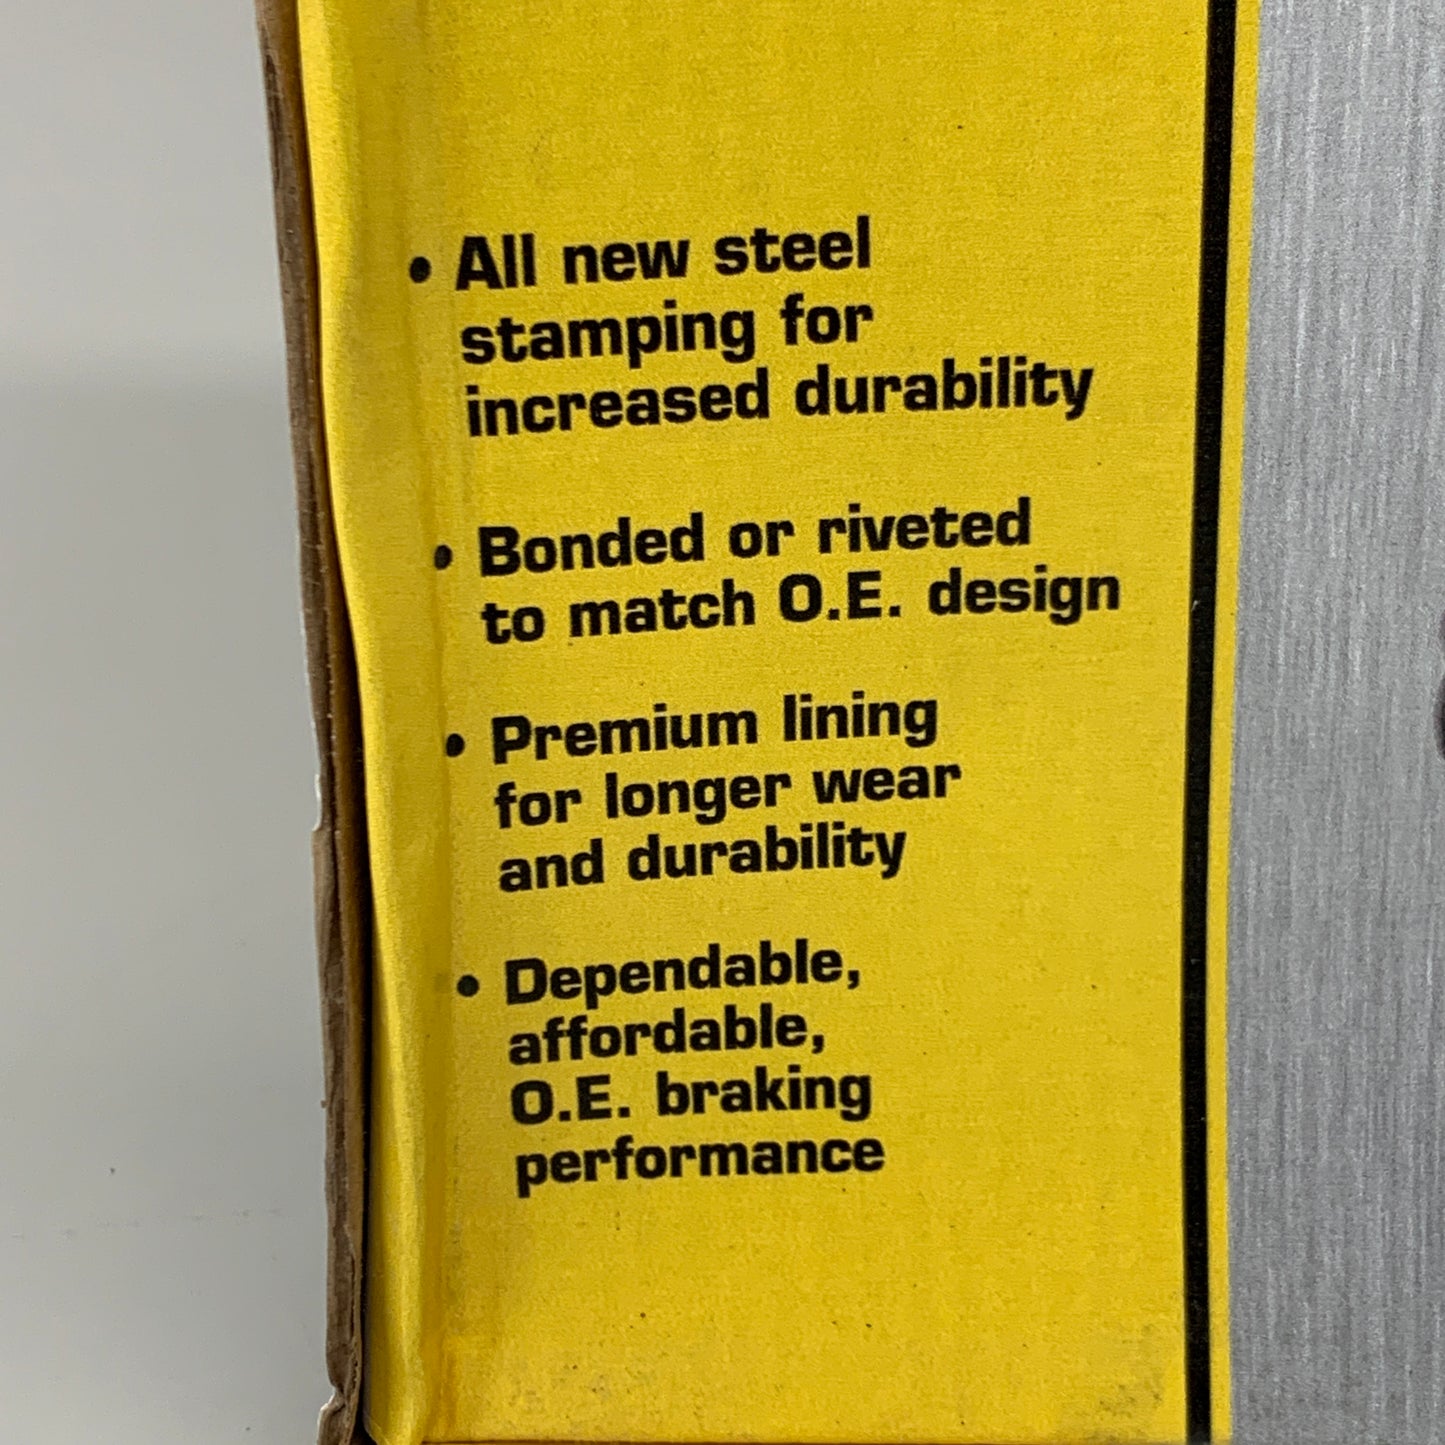 • All new steel
stamping for
increased durability
• Bonded or riveted
to match O.E. design
• Premium lining
for longer wear
and durability
• Dependable,
affordable,
O.E. braking
performance